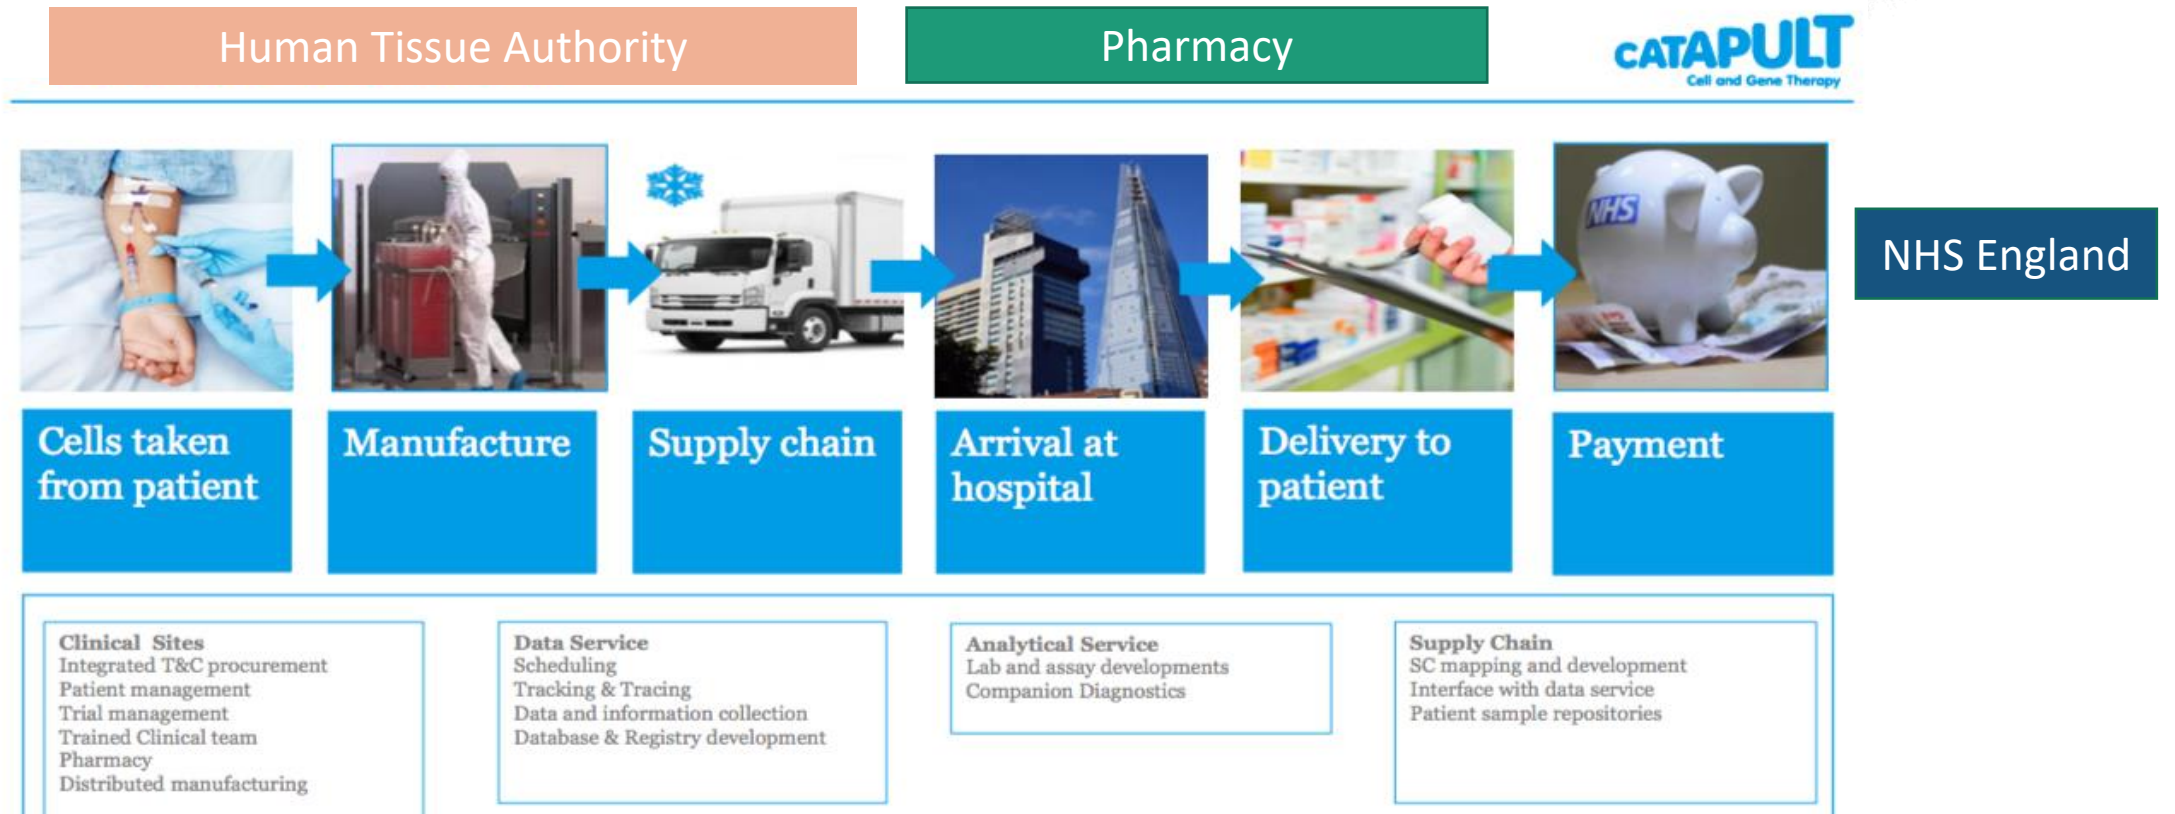 Human Tissue Authority
Pharmacy
CATAPULT
Cell and Gene Therapy
NHS
NHS England
Cells taken
from patient
Manufacture
Supply chain
Arrival at
hospital
Delivery to
patient
Payment
Clinical Sites
Integrated T&C procurement
Patient management
Trial management
Trained Clinical team
Pharmacy
Distributed manufacturing
Data Service
Scheduling
Tracking & Tracing
Data and information collection
Database & Registry development
Analytical Service
Lab and assay developments
Companion Diagnostics
Supply Chain
SC mapping and development
Interface with data service
Patient sample repositories